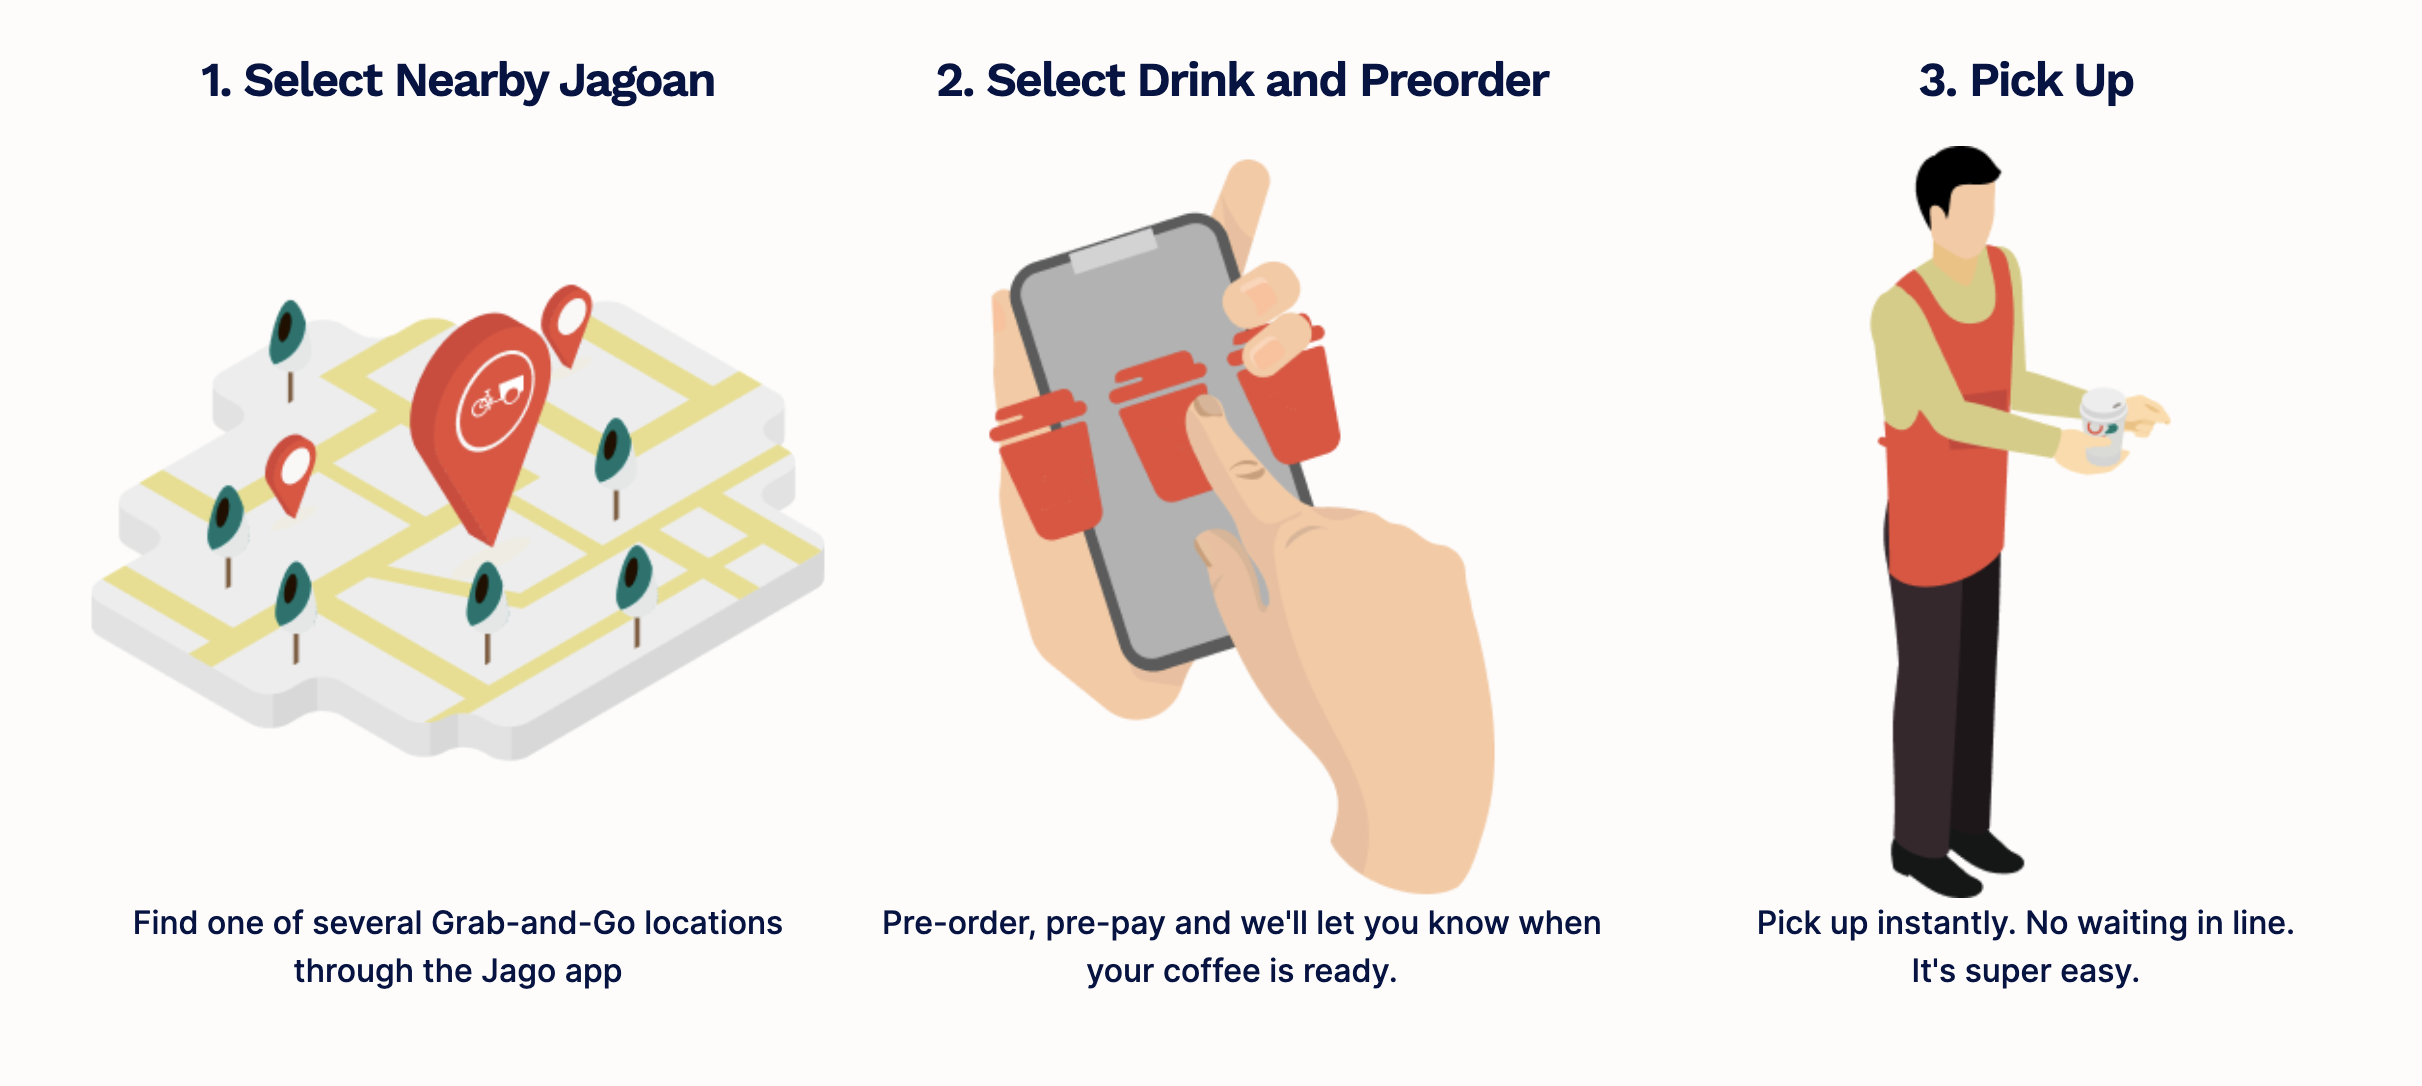 1. Select Nearby Jagoan
Find one of several Grab-and-Go locations
through the Jago app
2. Select Drink and Preorder
Pre-order, pre-pay and we'll let you know when
your coffee is ready.
3. Pick Up
Pick up instantly. No waiting in line.
It's super easy.